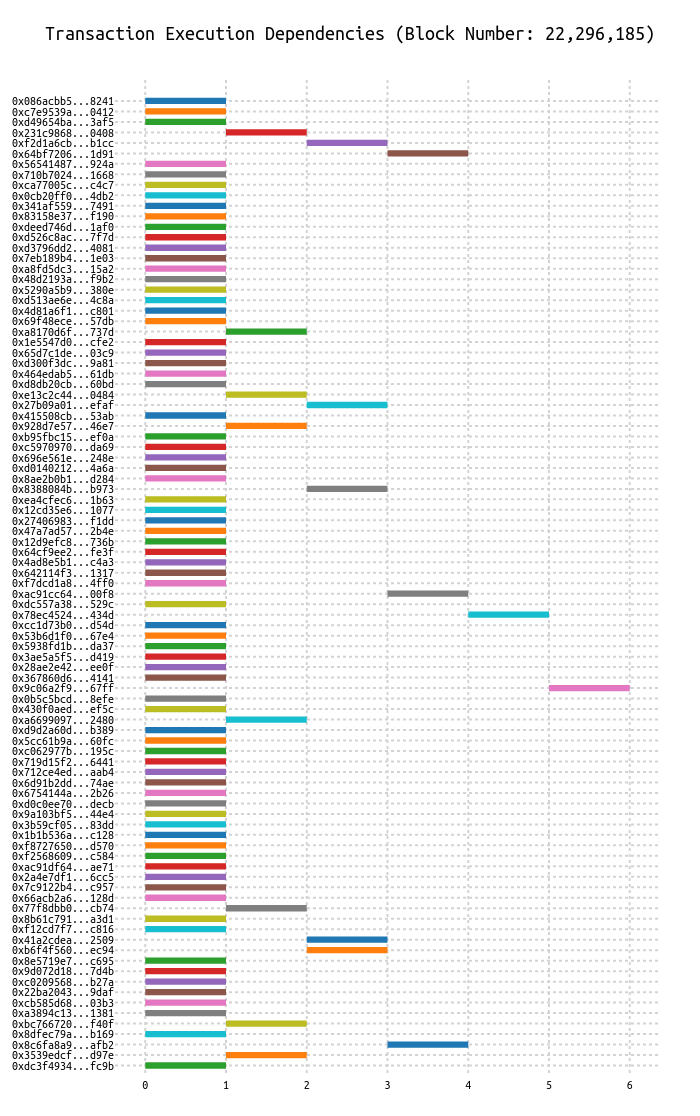 Transaction Execution Dependencies (Block Number: 22,296,185)
0x086acbb5...8241
0xc7e9539a...0412
0xd49654ba...3af5
0x231c9868...0408
0xf2d1a6cb...b1cc
0x64bf7206...1d91
0x56541487...924a
0x710b7024...1668
0xca77005c...c4c7
0x0cb20ff0...4db2
0x341af559...7491
0x83158e37...f190
0xdeed746d...1af0
0xd526c8ac...7f7d
0xd3796dd2...4081
0x7eb189b4...1e03
0xa8fd5dc3...15a2
0x48d2193a...f9b2
0x5290a5b9...380e
0xd513ae6e...4c8a
0x4d81a6f1...c801
0x69f48ece...57db
0xa8170d6f...737d
0x1e5547d0...cfe2
0x65d7c1de...03c9
0xd300f3dc...9a81
0x464edab5...61db
0xd8db20cb...60bd
0xe13c2c44...0484
0x27b09a01...efaf
0x415508cb...53ab
0x928d7e57...46e7
0xb95fbc15...ef0a
0xc5970970...da69
0x696e561e...248e
0xd0140212...4a6a
0x8ae2b0b1...d284
0x8388084b...b973
0xea4cfec6...1b63
0x12cd35e6...1077
0x27406983...f1dd
0x47a7ad57...2b4e
0x12d9efc8...736b
0x64cf9ee2...fe3f
0x4ad8e5b1...c4a3
0x642114f3...1317
0xf7dcd1a8...4ff0
0xac91cc64...00f8
0xdc557a38...529c
0x78ec4524...434d
0xcc1d73b0...d54d
0x53b6d1f0...67e4
0x5938fd1b...da37
0x3ae5a5f5...d419
0x28ae2e42...ee0f
0x367860d6...4141
0x9c06a2f9...67ff
0x0b5c5bcd...8efe
0x430f0aed...ef5c
0xa6699097...2480
0xd9d2a60d...b389
0x5cc61b9a...60fc
0xc062977b...195c
0x719d15f2...6441
0x712ce4ed...aab4
0x6d91b2dd...74ae
0x6754144a...2b26
0xd0c0ee70...decb
0x9a103bf5...44e4
0x3b59cf05...83dd
0x1b1b536a...c128
0xf8727650...d570
0xf2568609...c584
0xac91df64...ae71
0x2a4e7df1...6cc5
0x7c9122b4...c957
0x66acb2a6...128d
0x77f8dbb0...cb74
0x8b61c791...a3d1
0xf12cd7f7...c816
0x41a2cdea...2509
0xb6f4f560...ec94
0x8e5719e7...c695
0x9d072d18...7d4b
0xc0209568...b27a
0x22ba2043...9daf
0xcb585d68...03b3
0xa3894c13...1381
0xbc766720...f40f
0x8dfec79a...b169
0x8c6fa8a9...afb2
0x3539edcf...d97e
0xdc3f4934...fc9b
0 1 2 3 4 5 6